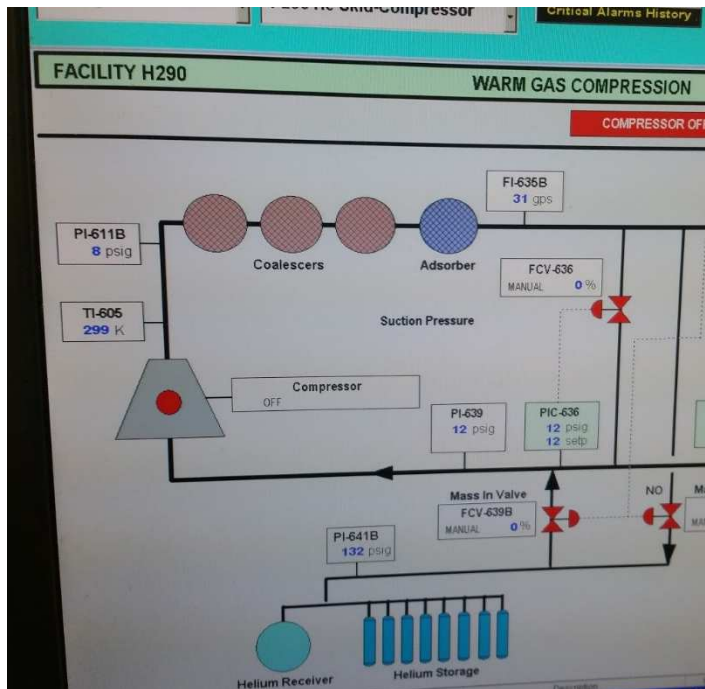 Skid-Compressor
Critical Alarms History
FACILITY H290
WARM GAS COMPRESSION
COMPRESSOR OFF
FI-635B
31 gps
PI-611B
8 psig
Coalescers
Adsorber
FCV-636
MANUAL 0 %
TI-605
299 K
Suction Pressure
Compressor
OFF
PI-639
12 psig
PIC-636
12 psig
12 setp
Mass In Valve
NO
FCV-639B
MANUAL 0 %
PI-641B
132 psig
Helium Receiver
Helium Storage
Description